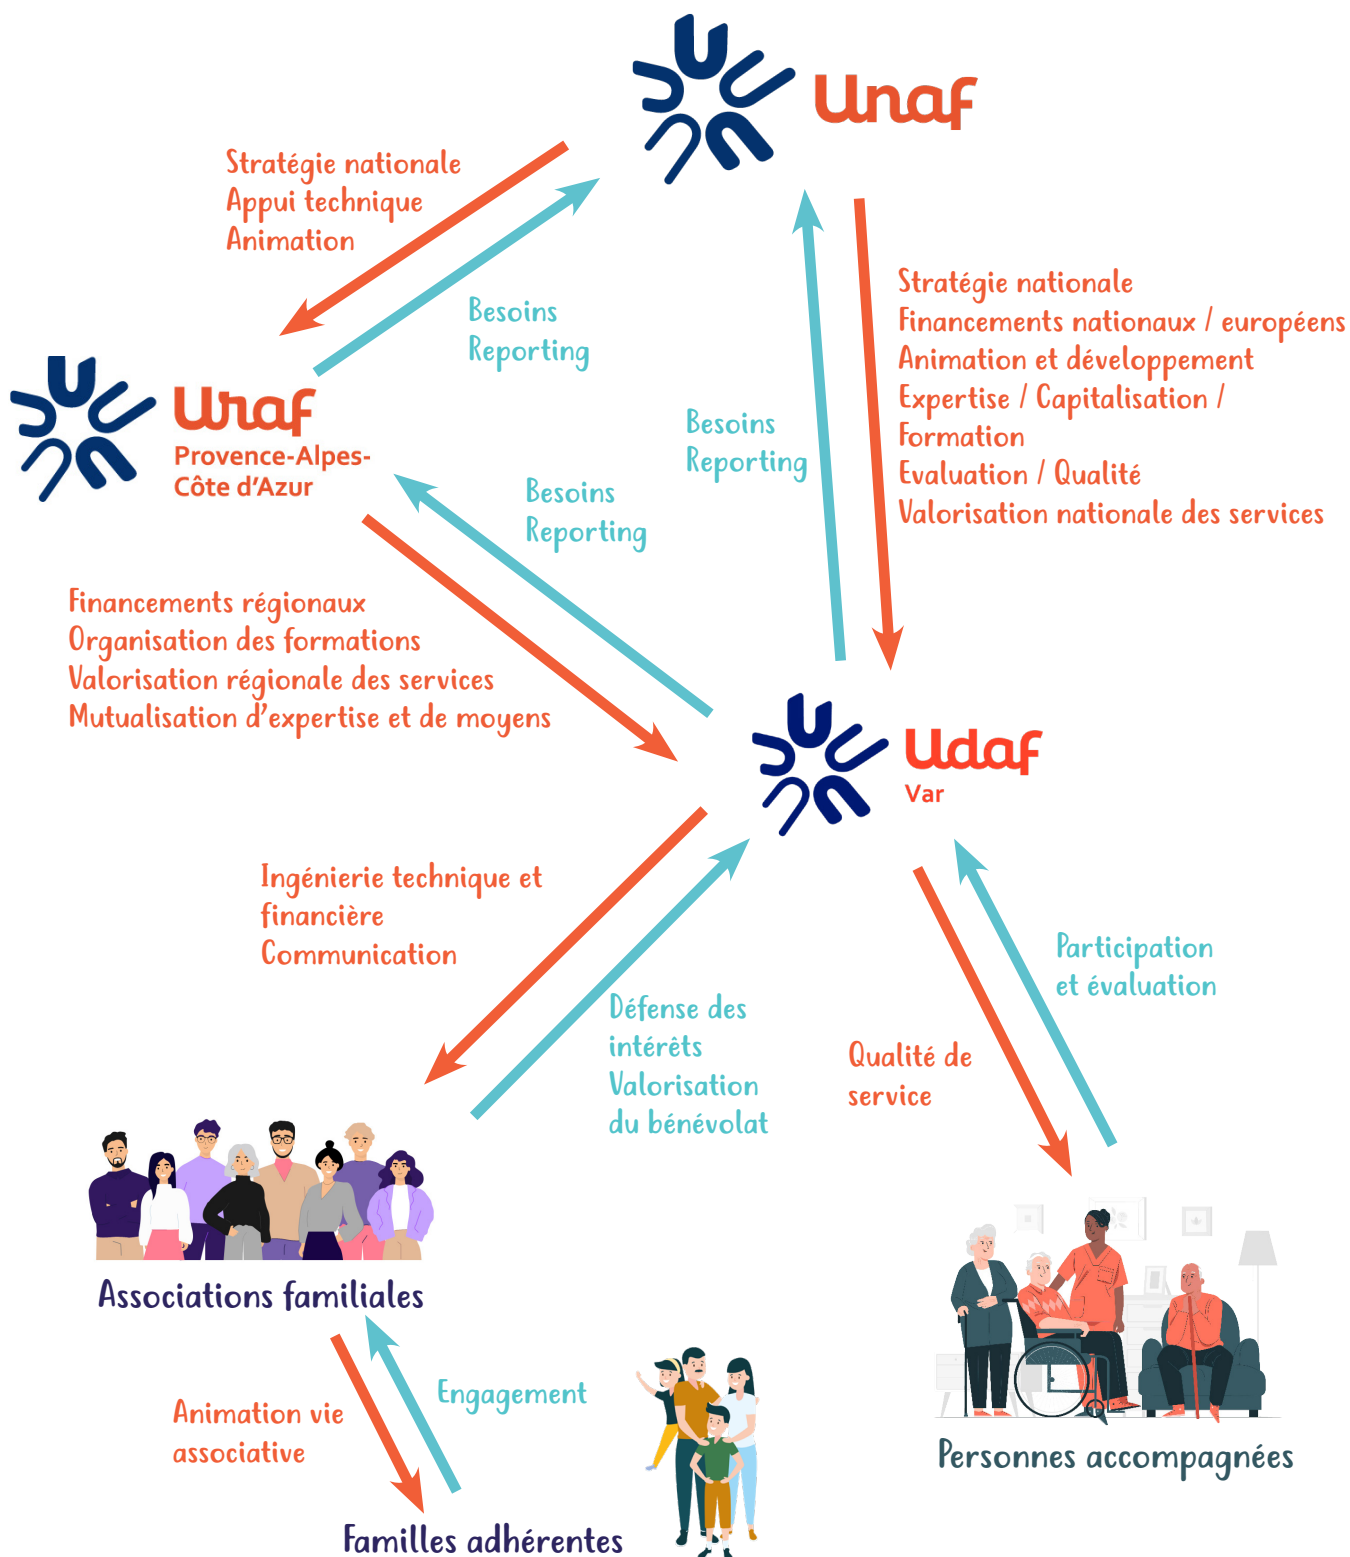 Unaf
Stratégie nationale
Appui technique
Animation
Besoins
Reporting
Stratégie nationale
Financements nationaux / européens
Animation et développement
Expertise / Capitalisation /
Formation
Evaluation / Qualité
Valorisation nationale des services
Uraf
Provence-Alpes-
Côte d'Azur
Besoins
Reporting
Besoins
Reporting
Financements régionaux
Organisation des formations
Valorisation régionale des services
Mutualisation d'expertise et de moyens
Udaf
Var
Ingénierie technique et
financière
Communication
Défense des
intérêts
Valorisation
du bénévolat
Participation
et évaluation
Qualité de
service
Associations familiales
Animation vie
associative
Engagement
Familles adhérentes
Personnes accompagnées